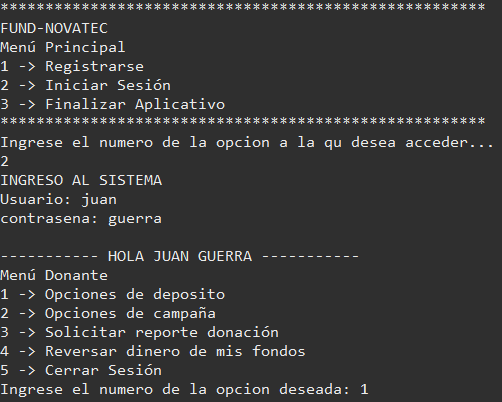 ******************************************************
FUND-NOVATEC
Menú Principal
1 -> Registrarse
2 -> Iniciar Sesión
3 -> Finalizar Aplicativo
******************************************************
Ingrese el numero de la opcion a la qu desea acceder...
2
INGRESO AL SISTEMA
Usuario: juan
contrasena: guerra
----------- HOLA JUAN GUERRA -----------
Menú Donante
1 -> Opciones de deposito
2 -> Opciones de campaña
3 -> Solicitar reporte donación
4 -> Reversar dinero de mis fondos
5 -> Cerrar Sesión
Ingrese el numero de la opcion deseada: 1